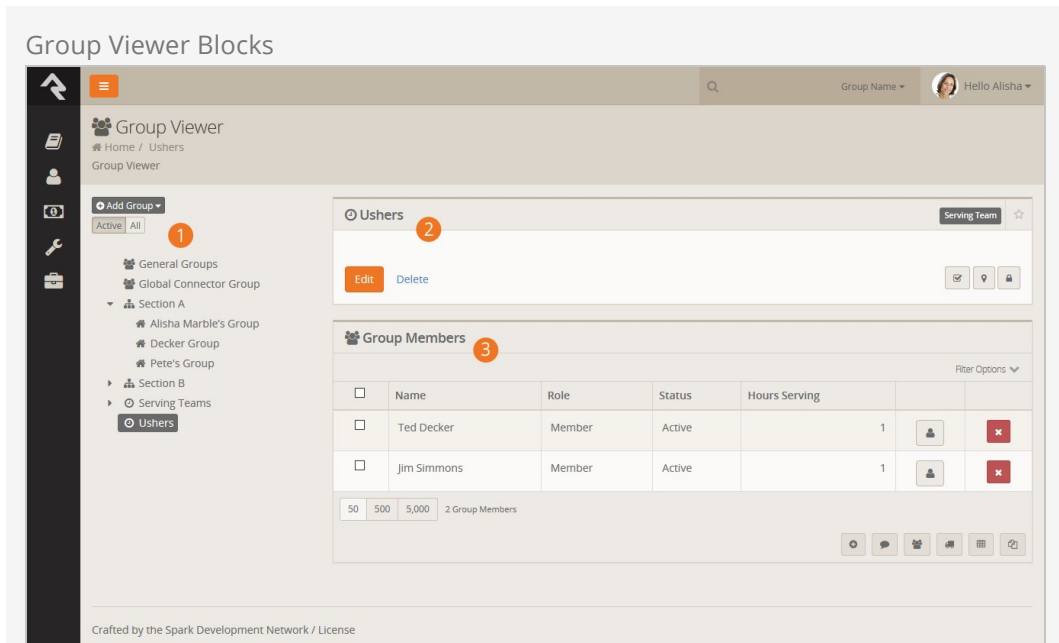 Group Viewer Blocks
Group Name
Hello Alisha
Group Viewer
Home / Ushers
Group Viewer
Add Group
Active All
1
General Groups
Global Connector Group
Section A
Alisha Marble's Group
Decker Group
Pete's Group
Section B
Serving Teams
Ushers
Ushers
2
Serving Team
Edit Delete
Group Members
3
Filter Options
Name Role Status Hours Serving
Ted Decker Member Active 1
Jim Simmons Member Active 1
50 500 5,000 2 Group Members
Crafted by the Spark Development Network / License